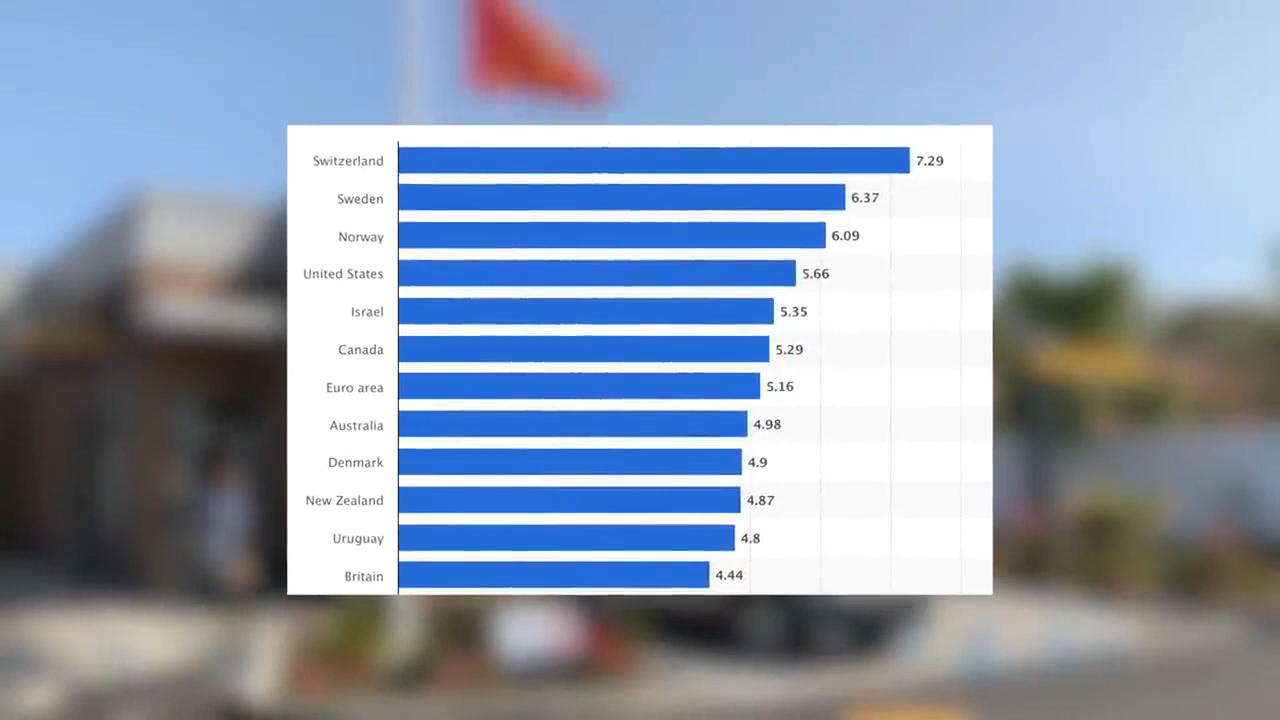 Switzerland 7.29
Sweden 6.37
Norway 6.09
United States 5.66
Israel 5.35
Canada 5.29
Euro area 5.16
Australia 4.98
Denmark 4.9
New Zealand 4.87
Uruguay 4.8
Britain 4.44